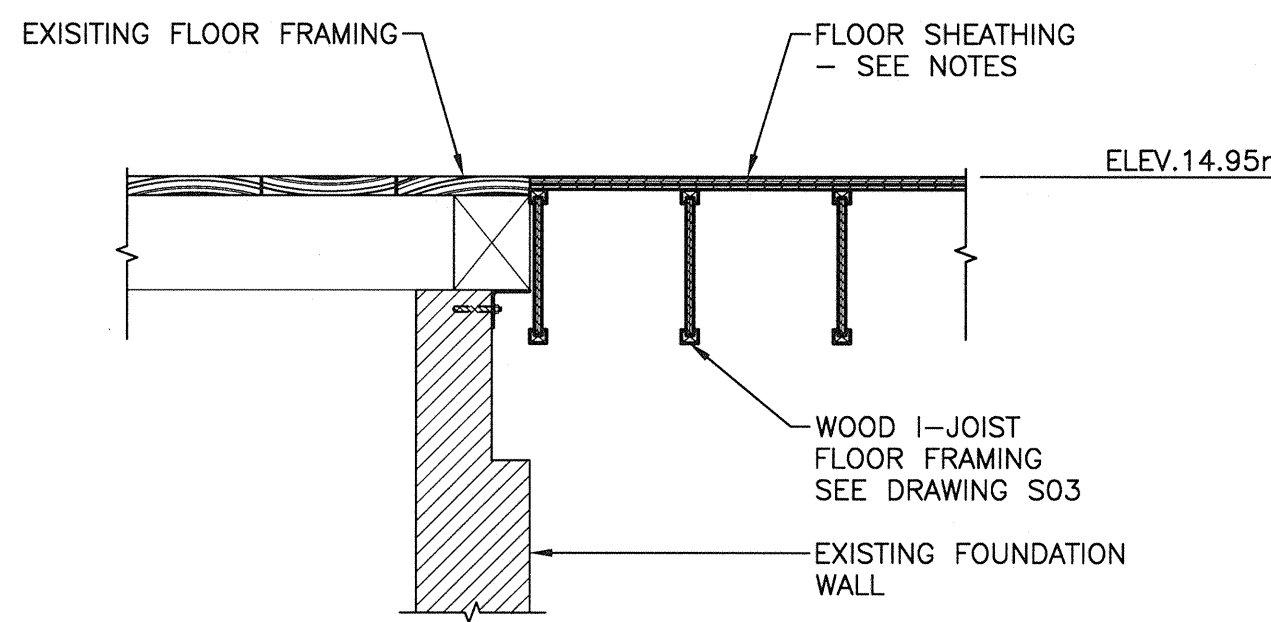 EXISITING FLOOR FRAMING
FLOOR SHEATHING
- SEE NOTES
ELEV.14.95
WOOD I-JOIST
FLOOR FRAMING
SEE DRAWING S03
EXISTING FOUNDATION
WALL